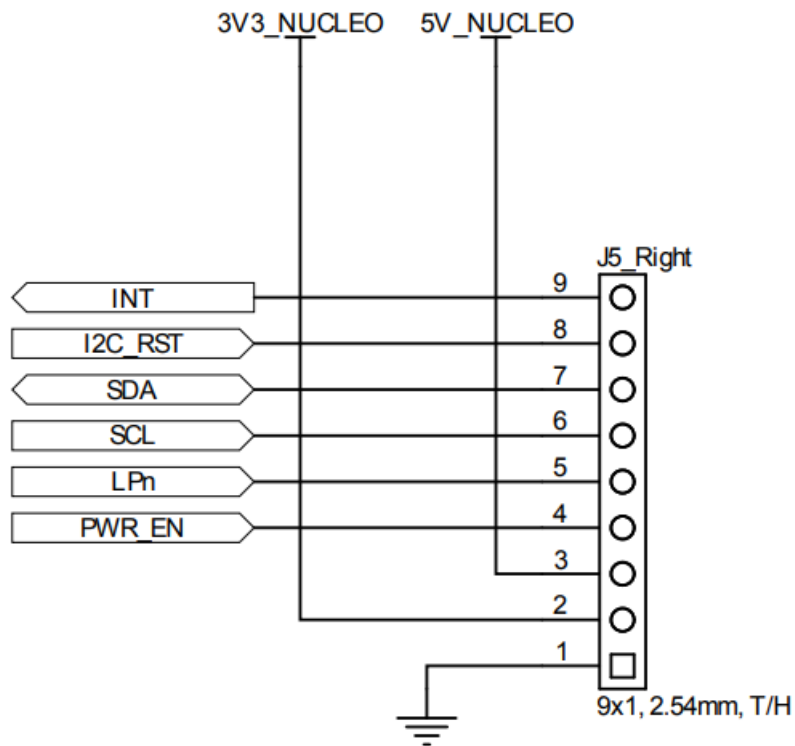 3V3_NUCLEO 5V_NUCLEO
J5_Right
INT 9
I2C_RST 8
SDA 7
SCL 6
LPn 5
PWR_EN 4
3
2
1
9x1, 2.54mm, T/H